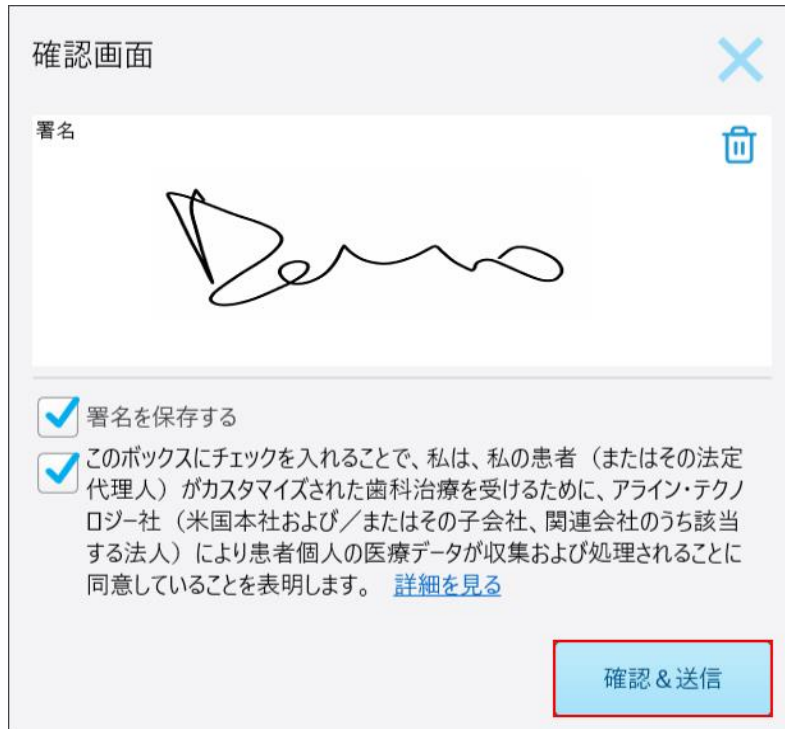 確認画面
署名
Demo
署名を保存する
このボックスにチェックを入れることで、私は、私の患者（またはその法定
代理人）がカスタマイズされた歯科治療を受けるために、アライン・テクノ
ロジー社（米国本社および／またはその子会社、関連会社のうち該当
する法人）により患者個人の医療データが収集および処理されることに
同意していることを表明します。 詳細を見る
確認＆送信